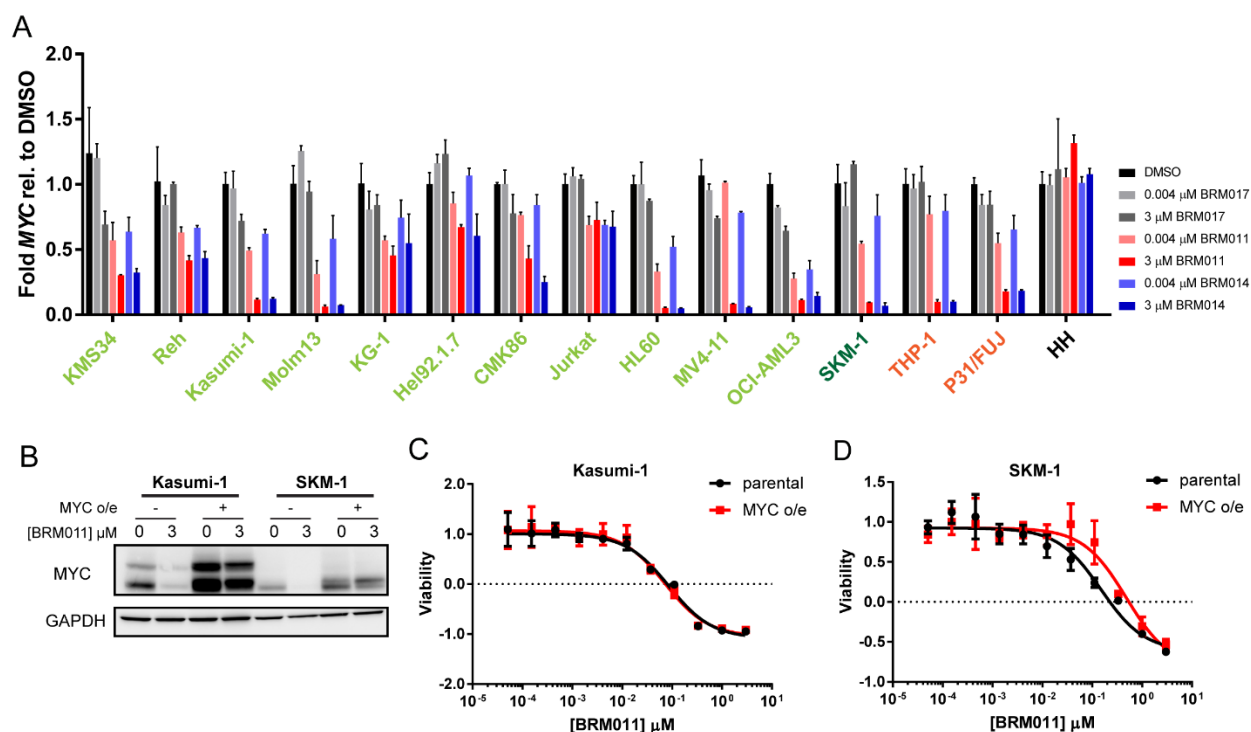 A
Fold MYC rel. to DMSO
2.0
1.5
1.0
0.5
0.0
KMS34
Reh
Kasumi-1
Molm13
KG-1
Hel92.1.7
CMK86
Jurkat
HL60
MV4-11
OCI-AML3
SKM-1
THP-1
P31/FUJ
HH
DMSO
0.004 μM BRM017
3 μM BRM017
0.004 μM BRM011
3 μM BRM011
0.004 μM BRM014
3 μM BRM014
B
Kasumi-1 SKM-1
MYC o/e - + - +
[BRM011] μM 0 3 0 3 0 3 0 3
MYC
GAPDH
C
Kasumi-1
parental
MYC o/e
Viability
2.0
1.0
0.0
-1.0
-2.0
10⁻⁵ 10⁻⁴ 10⁻³ 10⁻² 10⁻¹ 10⁰ 10¹
[BRM011] μM
D
SKM-1
parental
MYC o/e
Viability
1.5
1.0
0.5
0.0
-0.5
-1.0
10⁻⁵ 10⁻⁴ 10⁻³ 10⁻² 10⁻¹ 10⁰ 10¹
[BRM011] μM